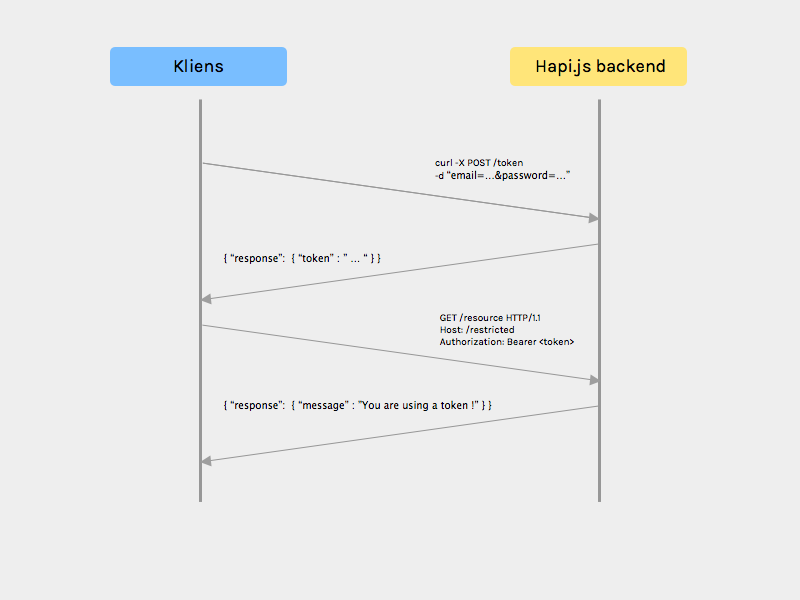 Kliens
Hapi.js backend
curl -X POST /token
-d “email=...&password=...”
{ “response”:  { “token” : ” ... “ } }
GET /resource HTTP/1.1
Host: /restricted
Authorization: Bearer <token>
{ “response”:  { “message” : ”You are using a token !” } }